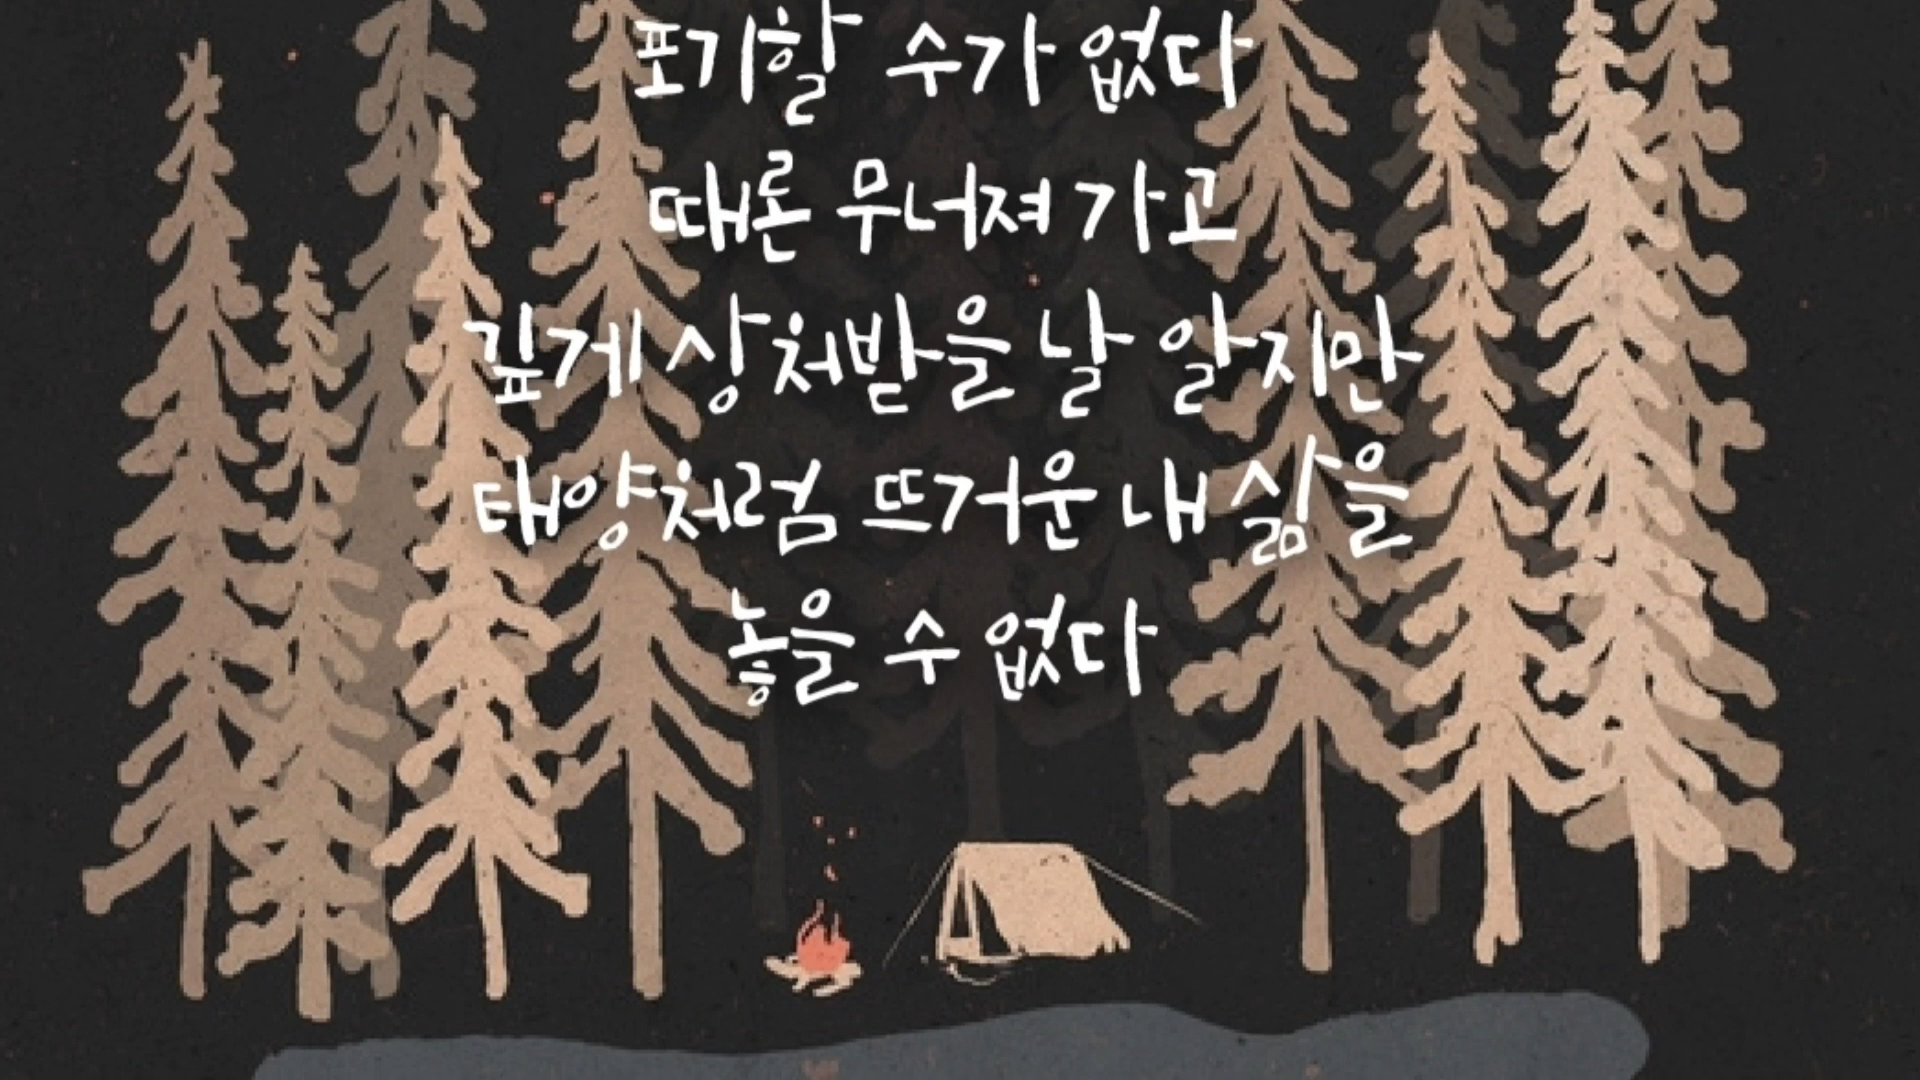 포기할 수가 없다
때론 무너져 가고
깊게 상처받을 날 알지만
태양처럼 뜨거운 내 삶을
놓을 수 없다